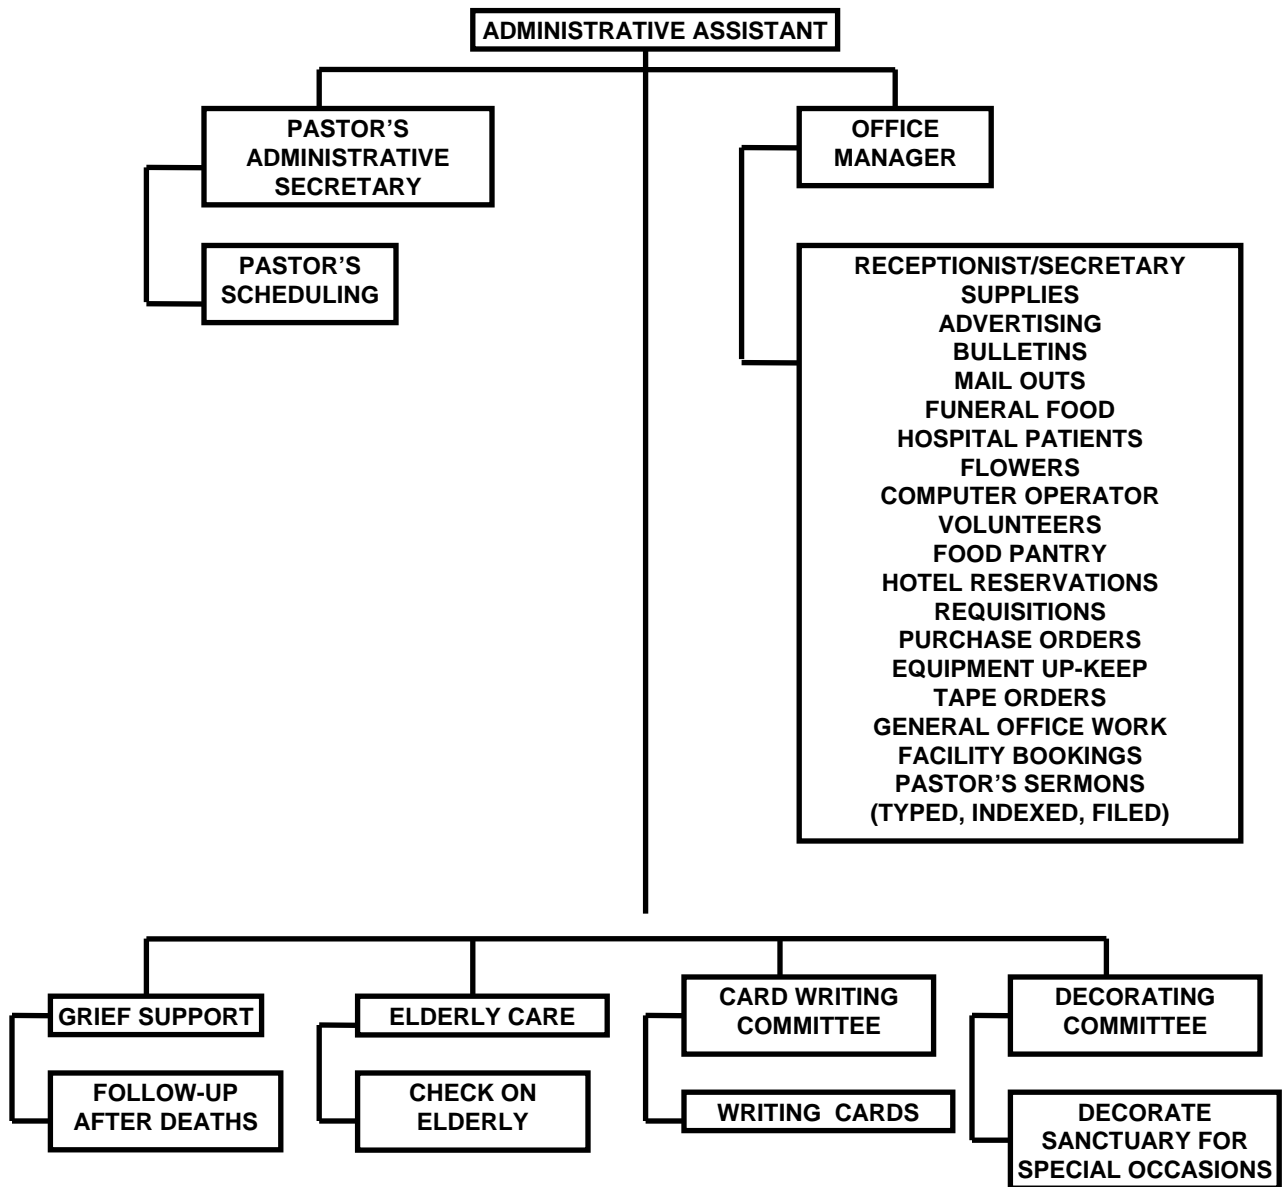 ADMINISTRATIVE ASSISTANT
PASTOR’S
ADMINISTRATIVE
SECRETARY
OFFICE
MANAGER
PASTOR’S
SCHEDULING
RECEPTIONIST/SECRETARY
SUPPLIES
ADVERTISING
BULLETINS
MAIL OUTS
FUNERAL FOOD
HOSPITAL PATIENTS
FLOWERS
COMPUTER OPERATOR
VOLUNTEERS
FOOD PANTRY
HOTEL RESERVATIONS
REQUISITIONS
PURCHASE ORDERS
EQUIPMENT UP-KEEP
TAPE ORDERS
GENERAL OFFICE WORK
FACILITY BOOKINGS
PASTOR’S SERMONS
(TYPED, INDEXED, FILED)
GRIEF SUPPORT
ELDERLY CARE
CARD WRITING
COMMITTEE
DECORATING
COMMITTEE
FOLLOW-UP
AFTER DEATHS
CHECK ON
ELDERLY
WRITING  CARDS
DECORATE
SANCTUARY FOR
SPECIAL OCCASIONS